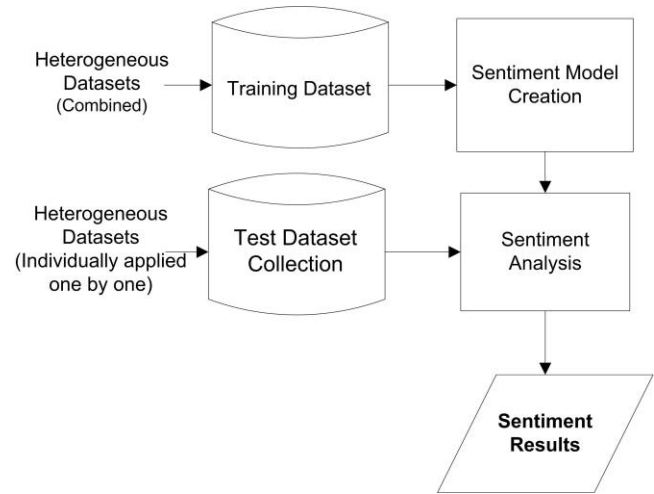 Heterogeneous
Datasets
(Combined)
Training Dataset
Sentiment Model
Creation
Heterogeneous
Datasets
(Individually applied
one by one)
Test Dataset
Collection
Sentiment
Analysis
Sentiment
Results